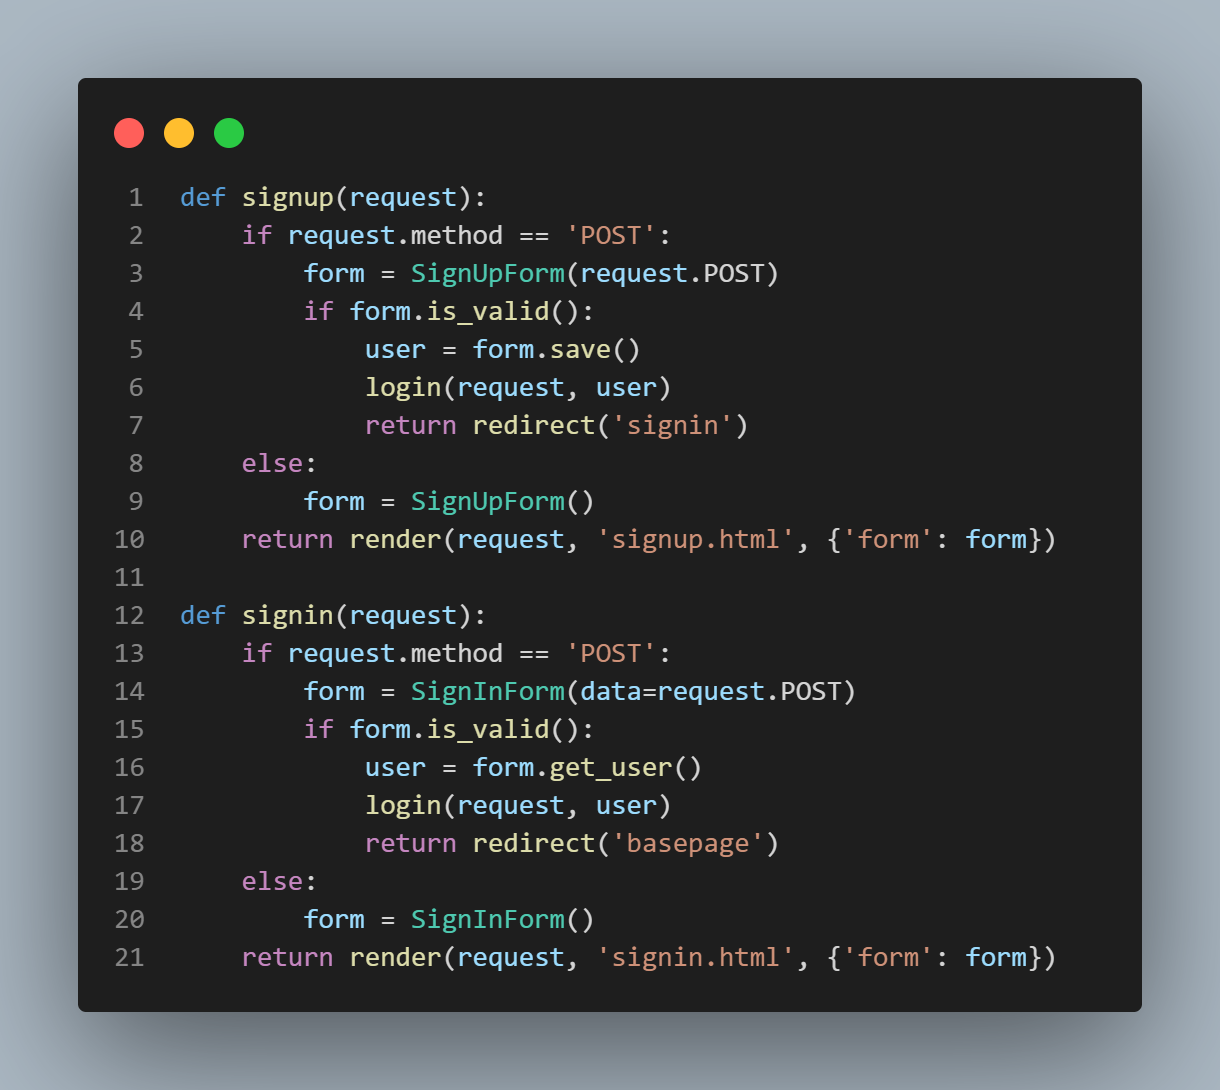 1 def signup(request):
2     if request.method == 'POST':
3         form = SignUpForm(request.POST)
4         if form.is_valid():
5             user = form.save()
6             login(request, user)
7             return redirect('signin')
8     else:
9         form = SignUpForm()
10     return render(request, 'signup.html', {'form': form})
11
12 def signin(request):
13     if request.method == 'POST':
14         form = SignInForm(data=request.POST)
15         if form.is_valid():
16             user = form.get_user()
17             login(request, user)
18             return redirect('basepage')
19     else:
20         form = SignInForm()
21     return render(request, 'signin.html', {'form': form})